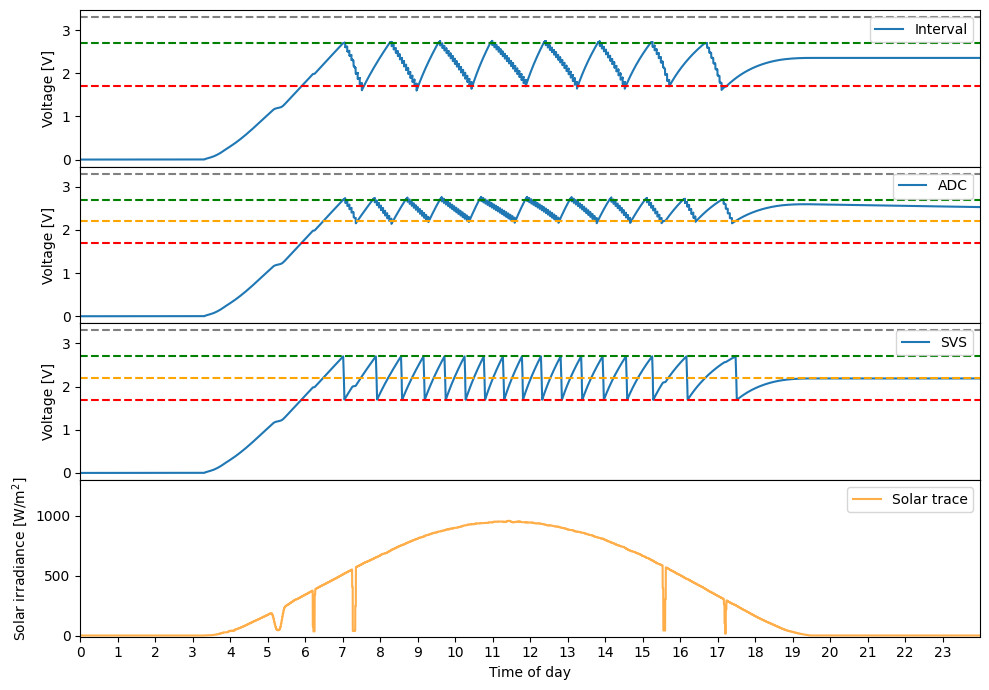 Voltage [V]
3
2
1
0
Interval
Voltage [V]
3
2
1
0
ADC
Voltage [V]
3
2
1
0
SVS
Solar irradiance [W/m²]
1000
500
0
Solar trace
0 1 2 3 4 5 6 7 8 9 10 11 12 13 14 15 16 17 18 19 20 21 22 23
Time of day